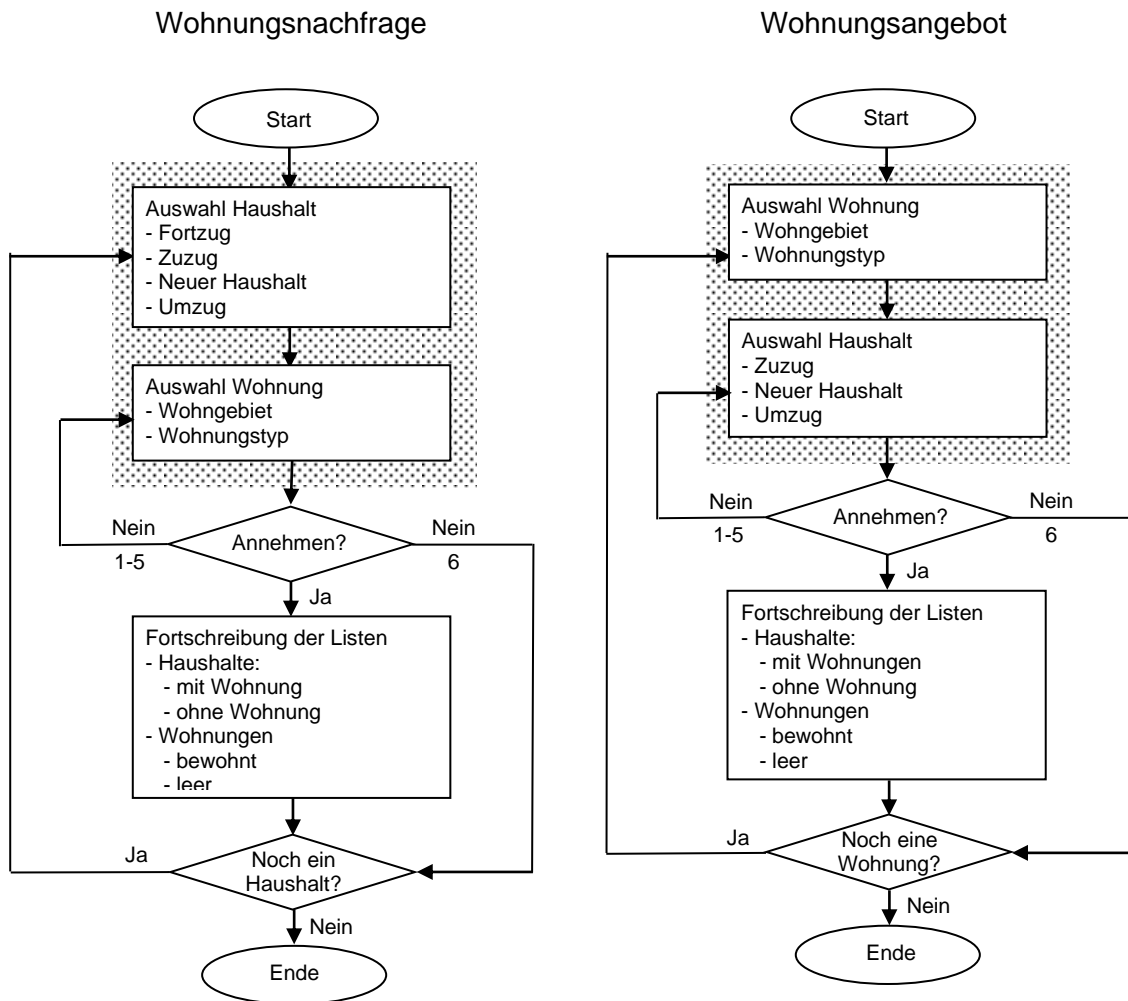 Wohnungsnachfrage
Start
Auswahl Haushalt
- Fortzug
- Zuzug
- Neuer Haushalt
- Umzug
Auswahl Wohnung
- Wohngebiet
- Wohnungstyp
Nein
1-5
Annehmen?
Nein
6
Ja
Fortschreibung der Listen
- Haushalte:
- mit Wohnung
- ohne Wohnung
- Wohnungen
- bewohnt
- leer
Ja
Noch ein
Haushalt?
Nein
Ende
Wohnungsangebot
Start
Auswahl Wohnung
- Wohngebiet
- Wohnungstyp
Auswahl Haushalt
- Zuzug
- Neuer Haushalt
- Umzug
Nein
1-5
Annehmen?
Nein
6
Ja
Fortschreibung der Listen
- Haushalte:
- mit Wohnungen
- ohne Wohnung
- Wohnungen
- bewohnt
- leer
Ja
Noch eine
Wohnung?
Nein
Ende